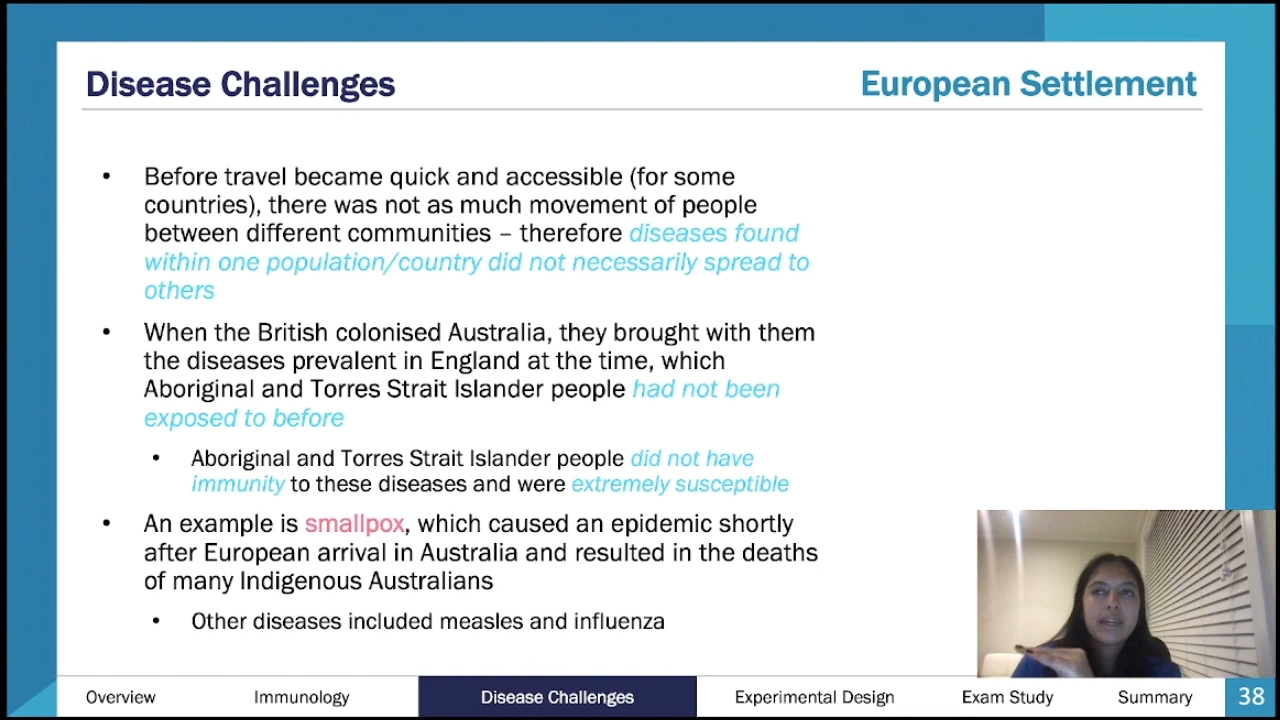 Disease Challenges
European Settlement
• Before travel became quick and accessible (for some
countries), there was not as much movement of people
between different communities – therefore diseases found
within one population/country did not necessarily spread to
others
• When the British colonised Australia, they brought with them
the diseases prevalent in England at the time, which
Aboriginal and Torres Strait Islander people had not been
exposed to before
• Aboriginal and Torres Strait Islander people did not have
immunity to these diseases and were extremely susceptible
• An example is smallpox, which caused an epidemic shortly
after European arrival in Australia and resulted in the deaths
of many Indigenous Australians
• Other diseases included measles and influenza
Overview Immunology Disease Challenges Experimental Design Exam Study Summary 38